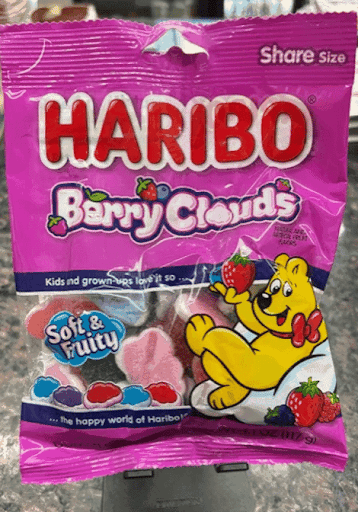 Share Size
HARIBO
Berry Clouds
Kids and grown-ups love it so ...
Soft &
Fruity
... the happy world of Haribo!